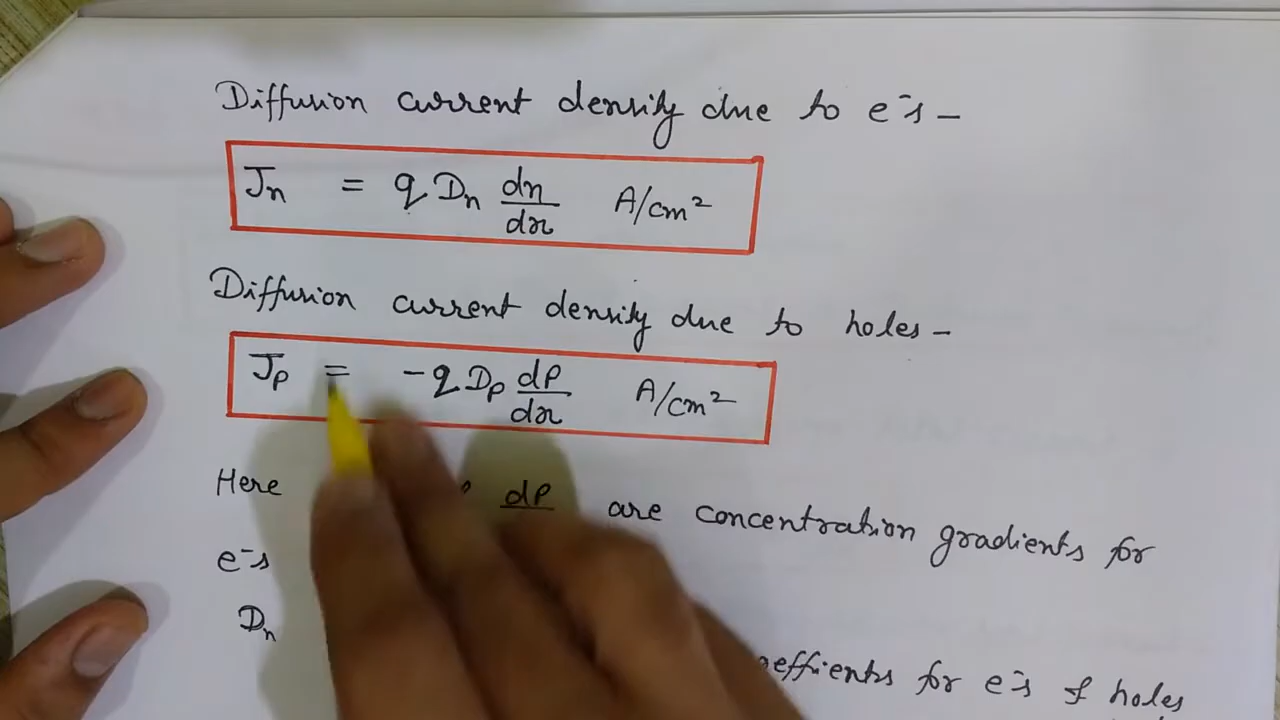 Diffusion current density due to e⁻s –
Jn = q Dn dn/dx A/cm²
Diffusion current density due to holes –
Jp = -q Dp dP/dx A/cm²
Here dP are concentration gradients for
e⁻s
Dn for e⁻s & holes